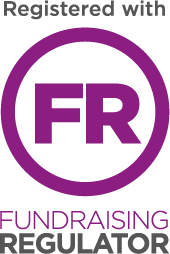 Registered with
FR
FUNDRAISING
REGULATOR